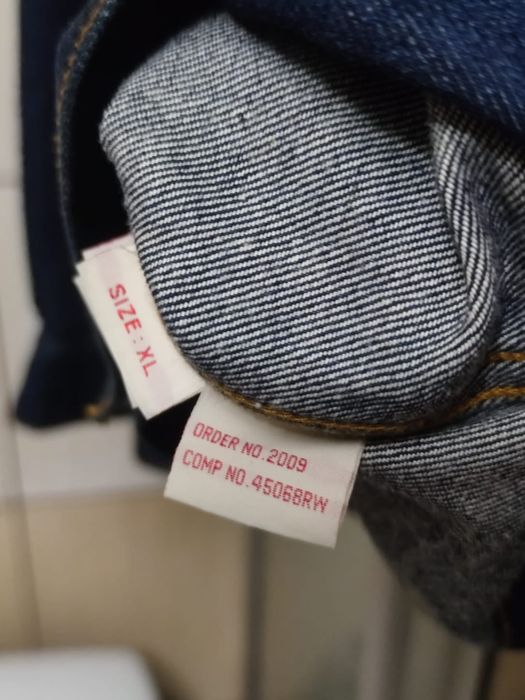 SIZE: XL
ORDER NO.2009
COMP NO.45068RW